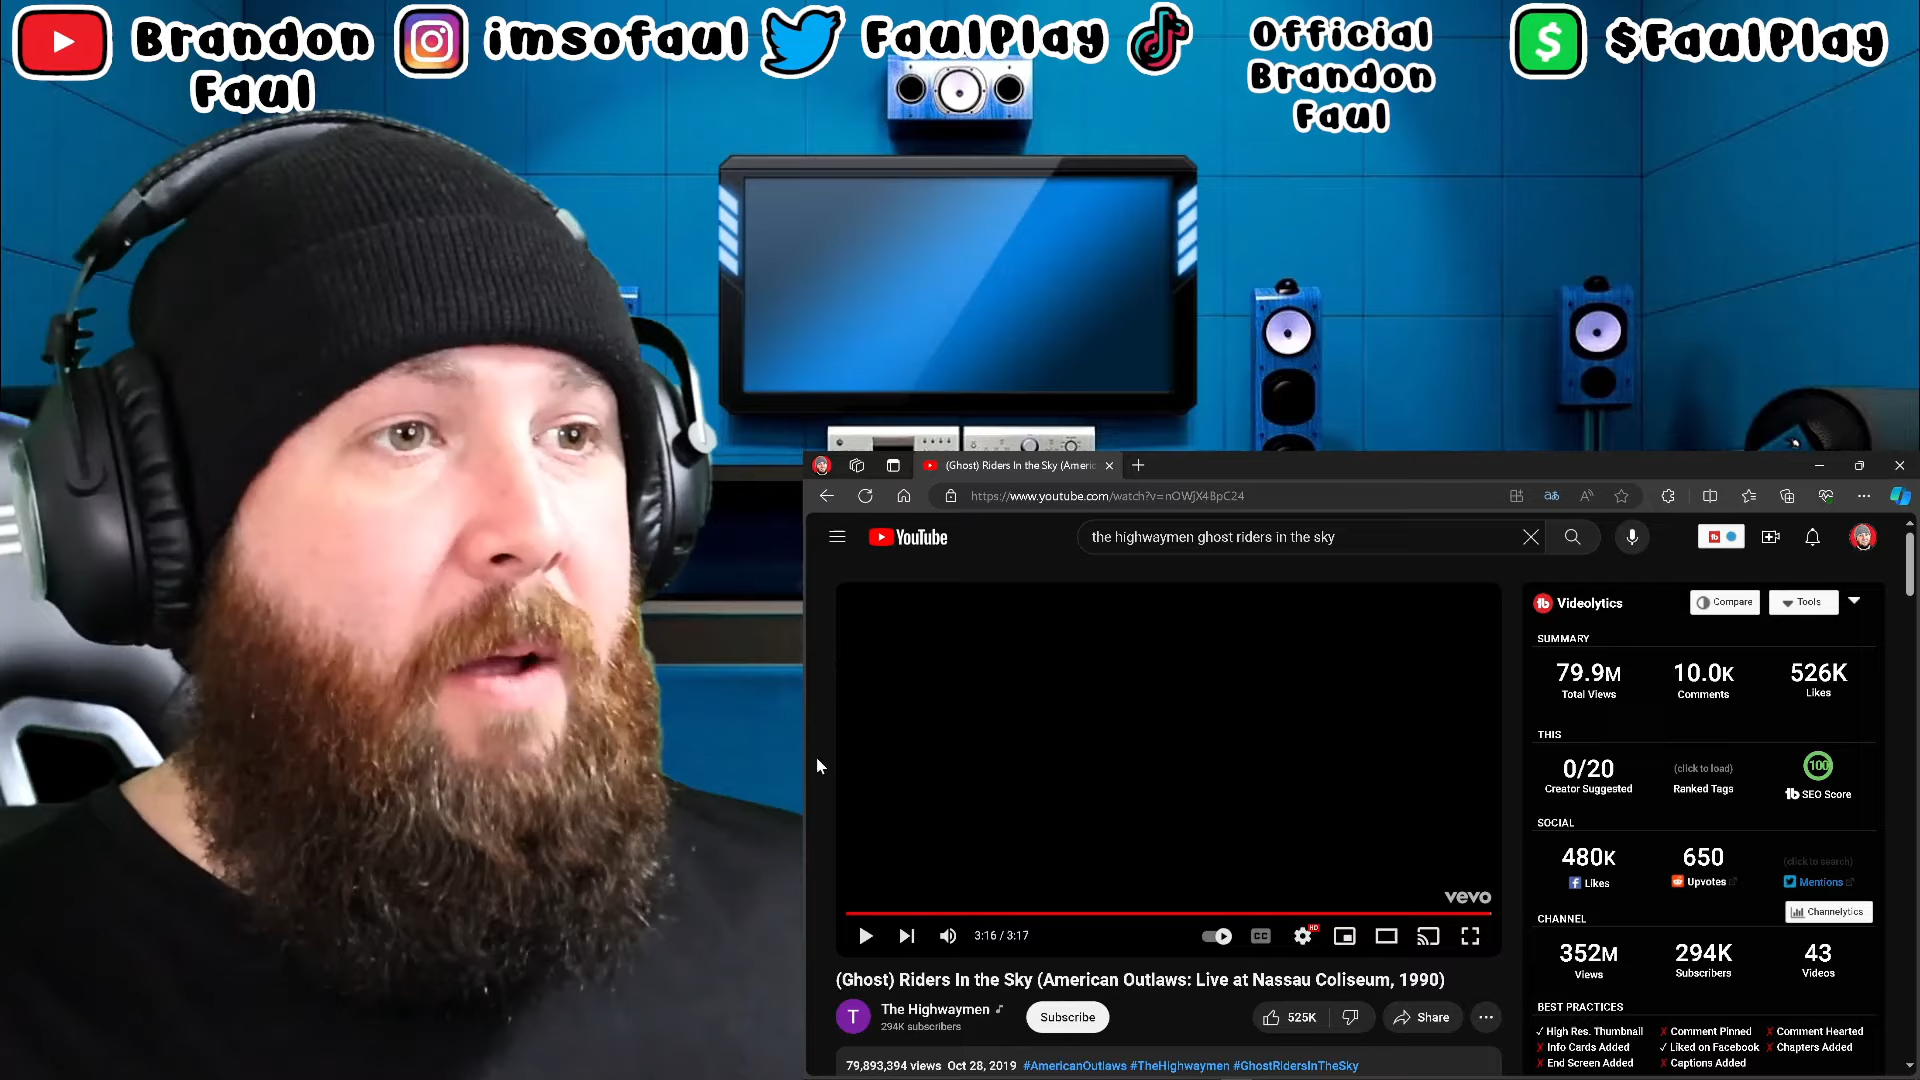 Brandon
Faul
imsofaul
FaulPlay
Official
Brandon
Faul
$
$FaulPlay
(Ghost) Riders In the Sky (Americ
https://www.youtube.com/watch?v=nOWjX4BpC24
YouTube
the highwaymen ghost riders in the sky
tb
Videolytics
Compare
Tools
SUMMARY
79.9M
10.0K
526K
Total Views
Comments
Likes
THIS
0/20
(click to load)
100
Creator Suggested
Ranked Tags
tb SEO Score
SOCIAL
480K
650
(click to search)
Likes
Upvotes
Mentions
Channelytics
CHANNEL
352M
294K
43
Views
Subscribers
Videos
BEST PRACTICES
✓ High Res. Thumbnail
✗ Comment Pinned
✗ Comment Hearted
✗ Info Cards Added
✓ Liked on Facebook
✗ Chapters Added
✗ End Screen Added
✗ Captions Added
vevo
3:16 / 3:17
CC
HD
(Ghost) Riders In the Sky (American Outlaws: Live at Nassau Coliseum, 1990)
T
The Highwaymen
294K subscribers
Subscribe
525K
Share
79,893,394 views Oct 28, 2019 #AmericanOutlaws #TheHighwaymen #GhostRidersInTheSky